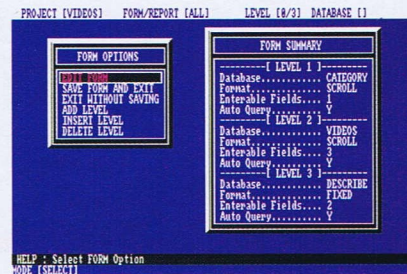 PROJECT [VIDEOS] FORM/REPORT [ALL] LEVEL [0/3] DATABASE []
FORM OPTIONS
EDIT FORM
SAVE FORM AND EXIT
EXIT WITHOUT SAVING
ADD LEVEL
INSERT LEVEL
DELETE LEVEL
FORM SUMMARY
---------[ LEVEL 1 ]---------
Database............ CATEGORY
Format.............. SCROLL
Enterable Fields.... 1
Auto Query.......... Y
---------[ LEVEL 2 ]---------
Database............ VIDEOS
Format.............. SCROLL
Enterable Fields.... 3
Auto Query.......... Y
---------[ LEVEL 3 ]---------
Database............ DESCRIBE
Format.............. FIXED
Enterable Fields.... 2
Auto Query.......... Y
HELP : Select FORM Option
MODE [SELECT]